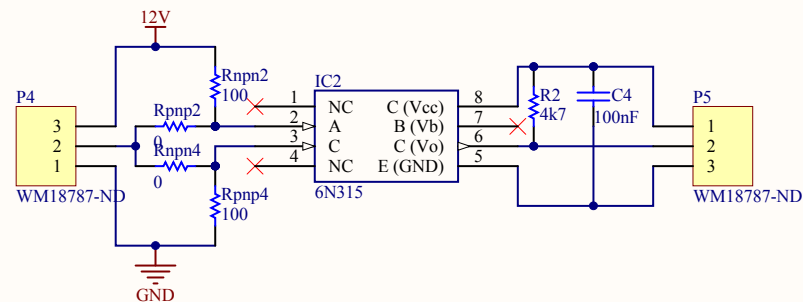 12V
P4
3
2
1
WM18787-ND
Rnpn2
100
Rpnp2
0
Rnpn4
0
Rpnp4
100
GND
IC2
1 NC C (Vcc) 8
2 A B (Vb) 7
3 C C (Vo) 6
4 NC E (GND) 5
6N315
R2
4k7
C4
100nF
P5
1
2
3
WM18787-ND